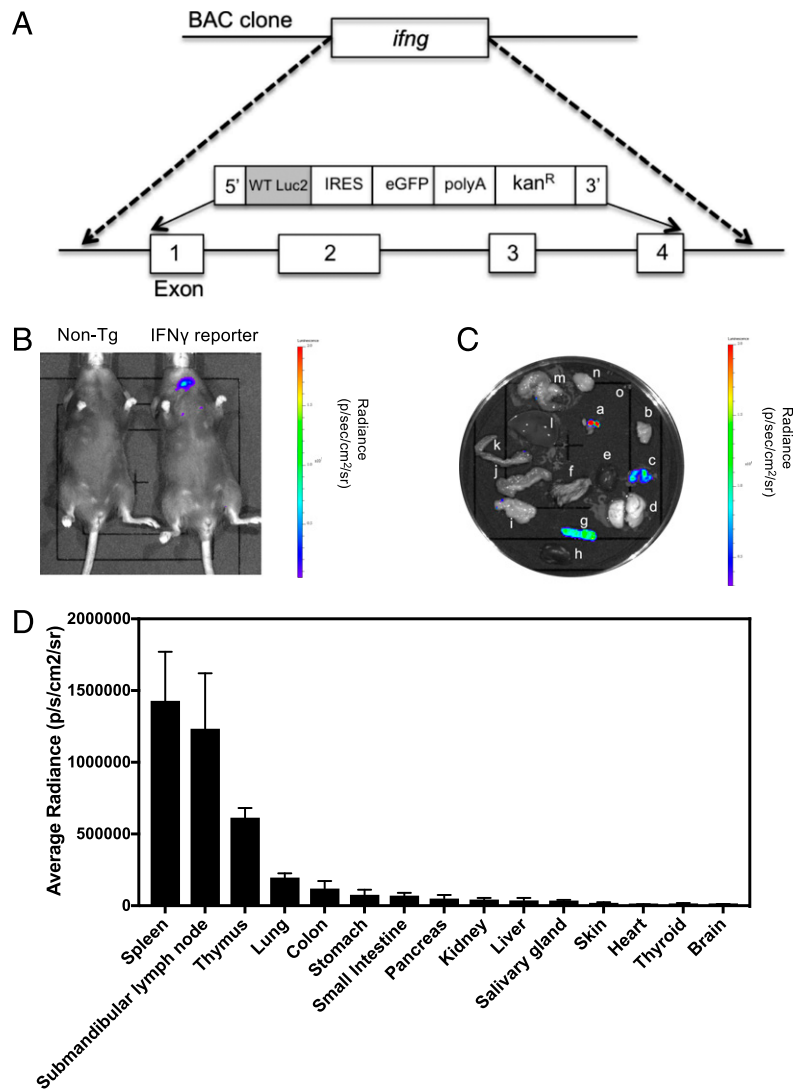 A
BAC clone
ifng
5’ WT Luc2 IRES eGFP polyA kanR 3’
1 2 3 4
Exon
B
Non-Tg IFNγ reporter
Radiance
(p/sec/cm2/sr)
C
m n o a b l k c e j f d i g h
Radiance
(p/sec/cm2/sr)
D
Average Radiance (p/s/cm2/sr)
2000000
1500000
1000000
500000
0
Spleen
Submandibular lymph node
Thymus
Lung
Colon
Stomach
Small Intestine
Pancreas
Kidney
Liver
Salivary gland
Skin
Heart
Thyroid
Brain